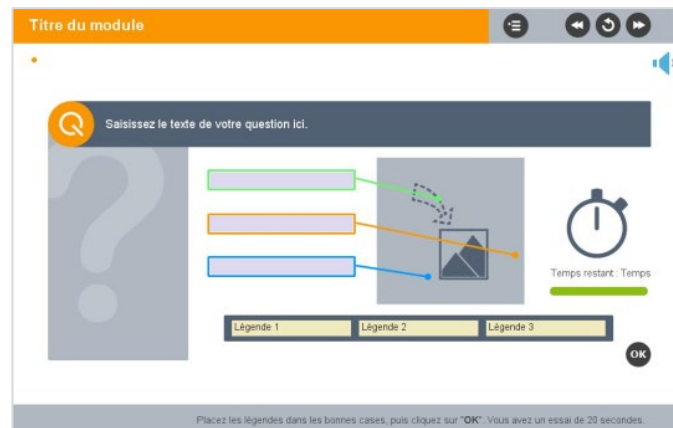 Titre du module
Saisissez le texte de votre question ici.
Temps restant : Temps
Légende 1
Légende 2
Légende 3
OK
Placez les légendes dans les bonnes cases, puis cliquez sur "OK". Vous avez un essai de 20 secondes.